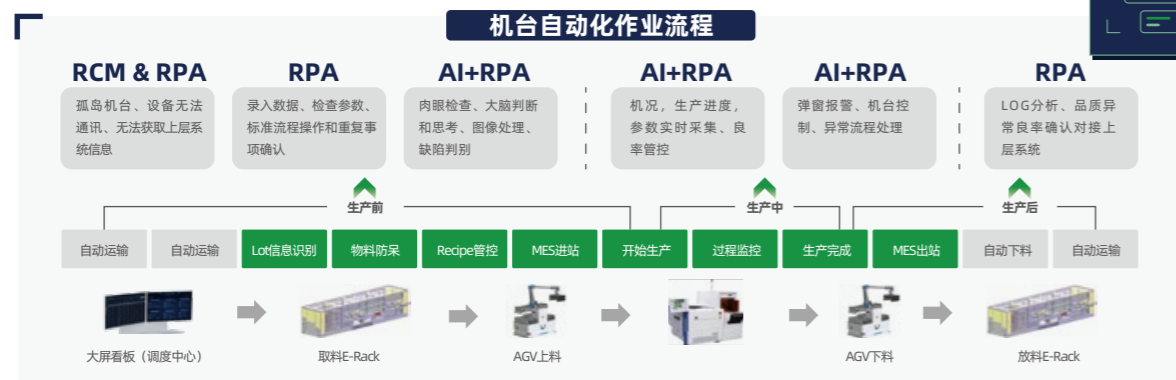 机台自动化作业流程
RCM & RPA
孤岛机台、设备无法
通讯、无法获取上层系
统信息
RPA
录入数据、检查参数、
标准流程操作和重复事
项确认
AI+RPA
肉眼检查、大脑判断
和思考、图像处理、
缺陷判别
AI+RPA
机况，生产进度，
参数实时采集、良
率管控
AI+RPA
弹窗报警、机台控
制、异常流程处理
RPA
LOG分析、品质异
常良率确认对接上
层系统
生产前
生产中
生产后
自动运输
自动运输
Lot信息识别
物料防呆
Recipe管控
MES进站
开始生产
过程监控
生产完成
MES出站
自动下料
自动运输
大屏看板（调度中心）
取料E-Rack
AGV上料
AGV下料
放料E-Rack